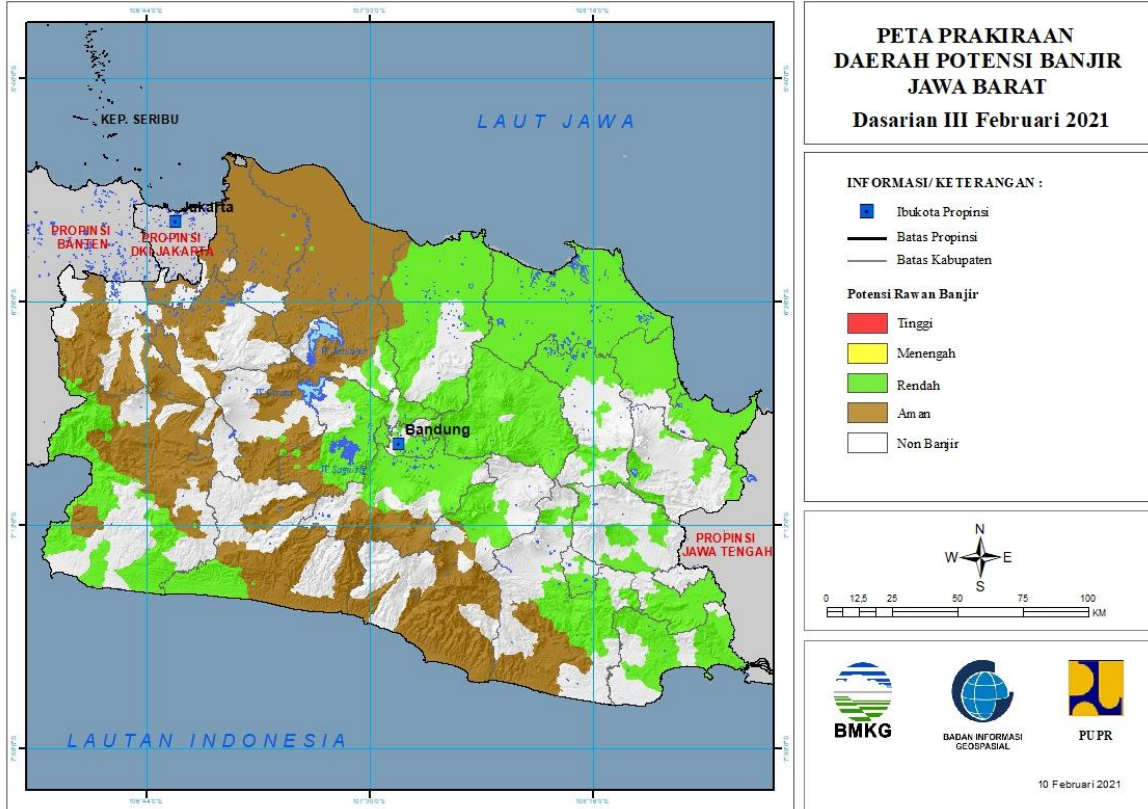 PETA PRAKIRAAN
DAERAH POTENSI BANJIR
JAWA BARAT
Dasarian III Februari 2021
INFORMASI/KETERANGAN :
Ibukota Propinsi
Batas Propinsi
Batas Kabupaten
Potensi Rawan Banjir
Tinggi
Menengah
Rendah
Aman
Non Banjir
N
W E
S
0 12,5 25 50 75 100
KM
BMKG
BADAN INFORMASI
GEOSPASIAL
PUPR
10 Februari 2021
KEP. SERIBU
LAUT JAWA
Jakarta
PROPINSI
BANTEN
PROPINSI
DKI JAKARTA
Bandung
PROPINSI
JAWA TENGAH
LAUTAN INDONESIA